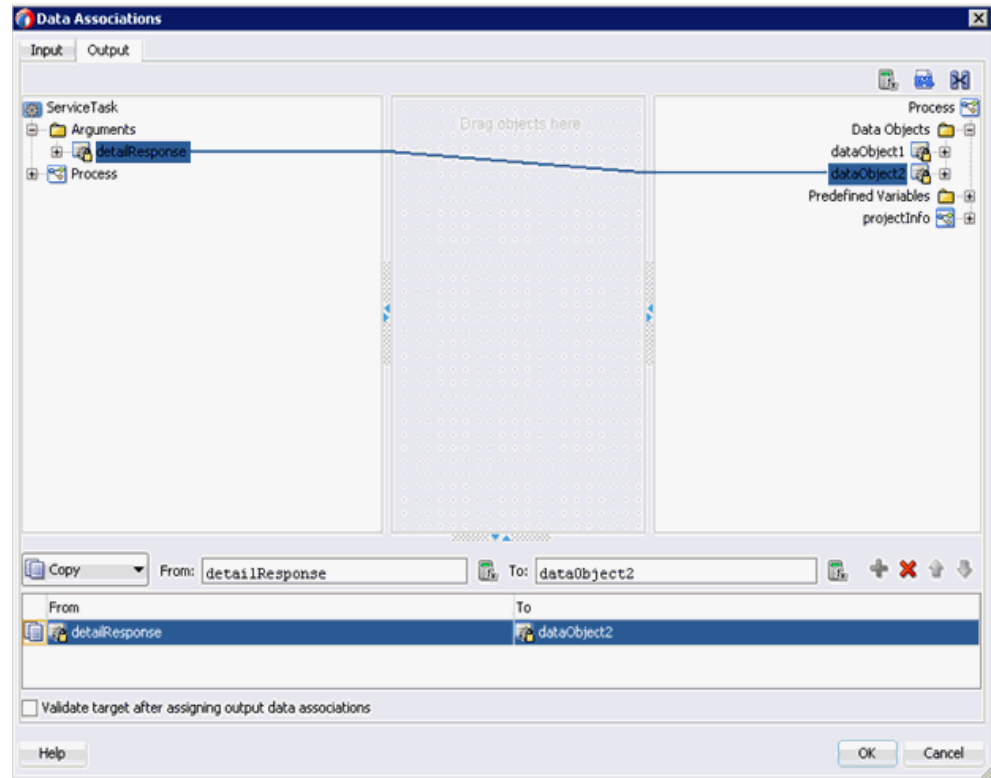 Data Associations
Input Output
ServiceTask
Arguments
detailResponse
Process
Drag objects here
Process
Data Objects
dataObject1
dataObject2
Predefined Variables
projectInfo
Copy From: detailResponse To: dataObject2
From To
detailResponse dataObject2
Validate target after assigning output data associations
Help OK Cancel